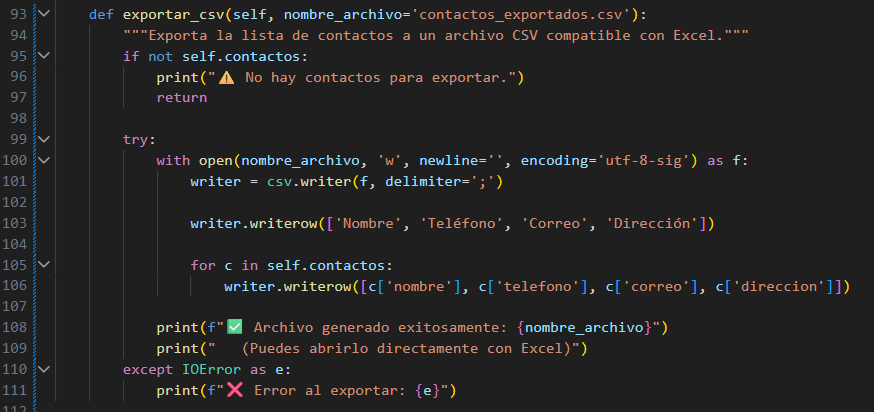 93 def exportar_csv(self, nombre_archivo='contactos_exportados.csv'):
94 """Exporta la lista de contactos a un archivo CSV compatible con Excel."""
95 if not self.contactos:
96 print("⚠️ No hay contactos para exportar.")
97 return
98
99 try:
100 with open(nombre_archivo, 'w', newline='', encoding='utf-8-sig') as f:
101 writer = csv.writer(f, delimiter=';')
102
103 writer.writerow(['Nombre', 'Teléfono', 'Correo', 'Dirección'])
104
105 for c in self.contactos:
106 writer.writerow([c['nombre'], c['telefono'], c['correo'], c['direccion']])
107
108 print(f"✅ Archivo generado exitosamente: {nombre_archivo}")
109 print("   (Puedes abrirlo directamente con Excel)")
110 except IOError as e:
111 print(f"❌ Error al exportar: {e}")
112